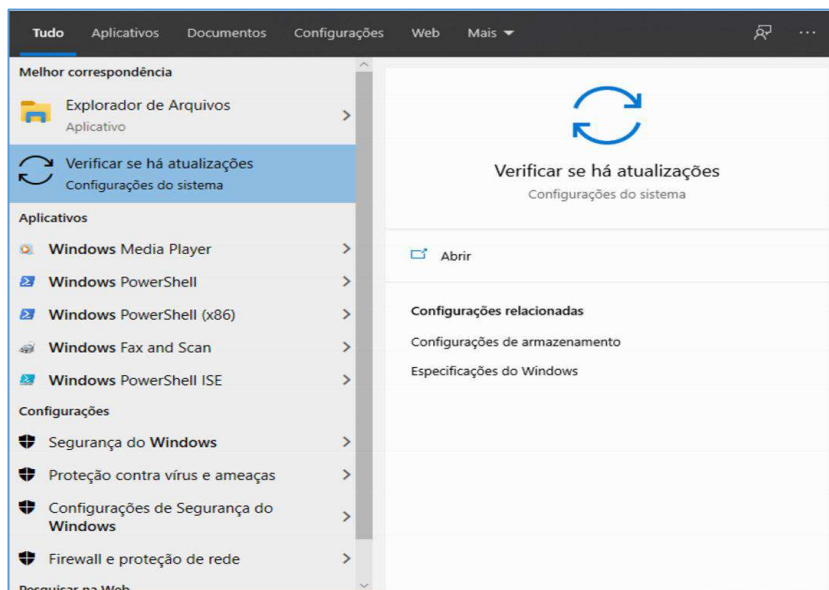 Tudo Aplicativos Documentos Configurações Web Mais
Melhor correspondência
Explorador de Arquivos
Aplicativo
Verificar se há atualizações
Configurações do sistema
Aplicativos
Windows Media Player
Windows PowerShell
Windows PowerShell (x86)
Windows Fax and Scan
Windows PowerShell ISE
Configurações
Segurança do Windows
Proteção contra vírus e ameaças
Configurações de Segurança do
Windows
Firewall e proteção de rede
Pesquisar na Web
Verificar se há atualizações
Configurações do sistema
Abrir
Configurações relacionadas
Configurações de armazenamento
Especificações do Windows